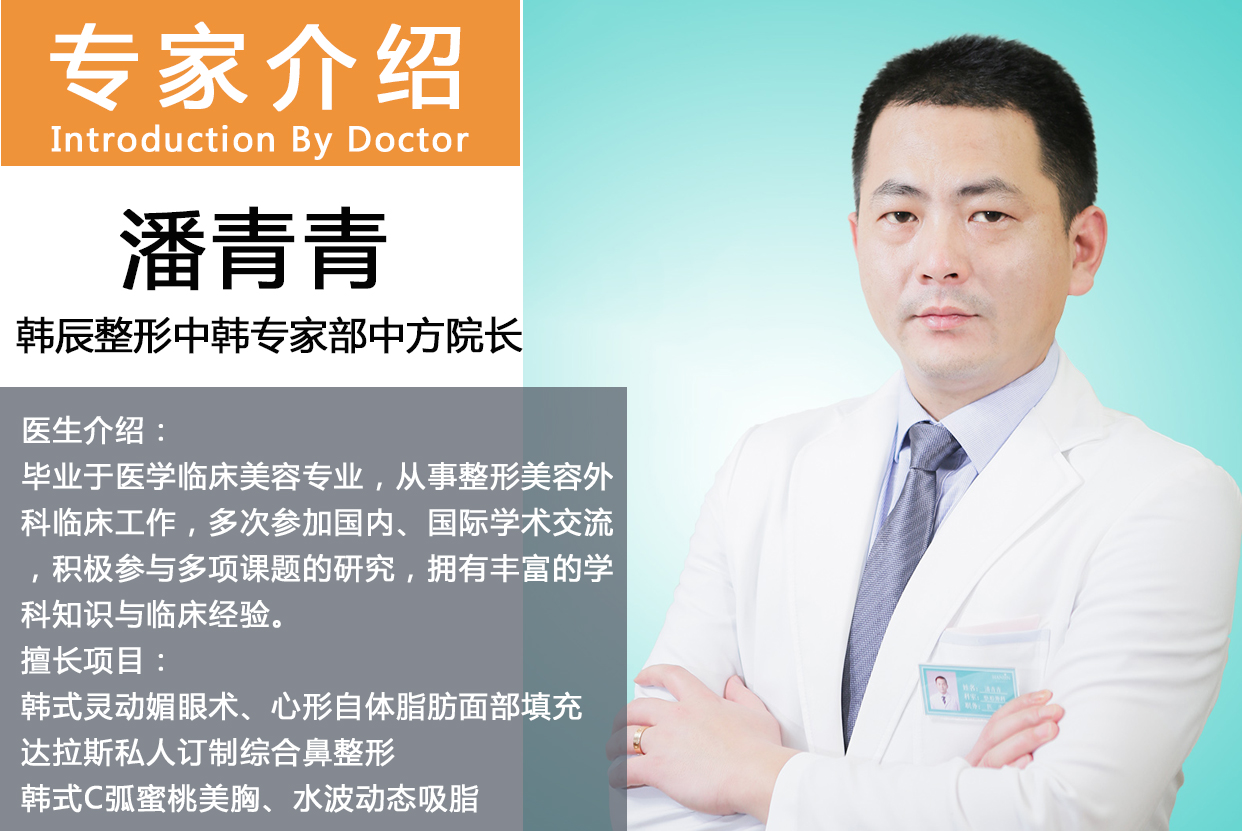 专家介绍
Introduction By Doctor
潘青青
韩辰整形中韩专家部中方院长
医生介绍：
毕业于医学临床美容专业，从事整形美容外
科临床工作，多次参加国内、国际学术交流
，积极参与多项课题的研究，拥有丰富的学
科知识与临床经验。
擅长项目：
韩式灵动媚眼术、心形自体脂肪面部填充
达拉斯私人订制综合鼻整形
韩式C弧蜜桃美胸、水波动态吸脂